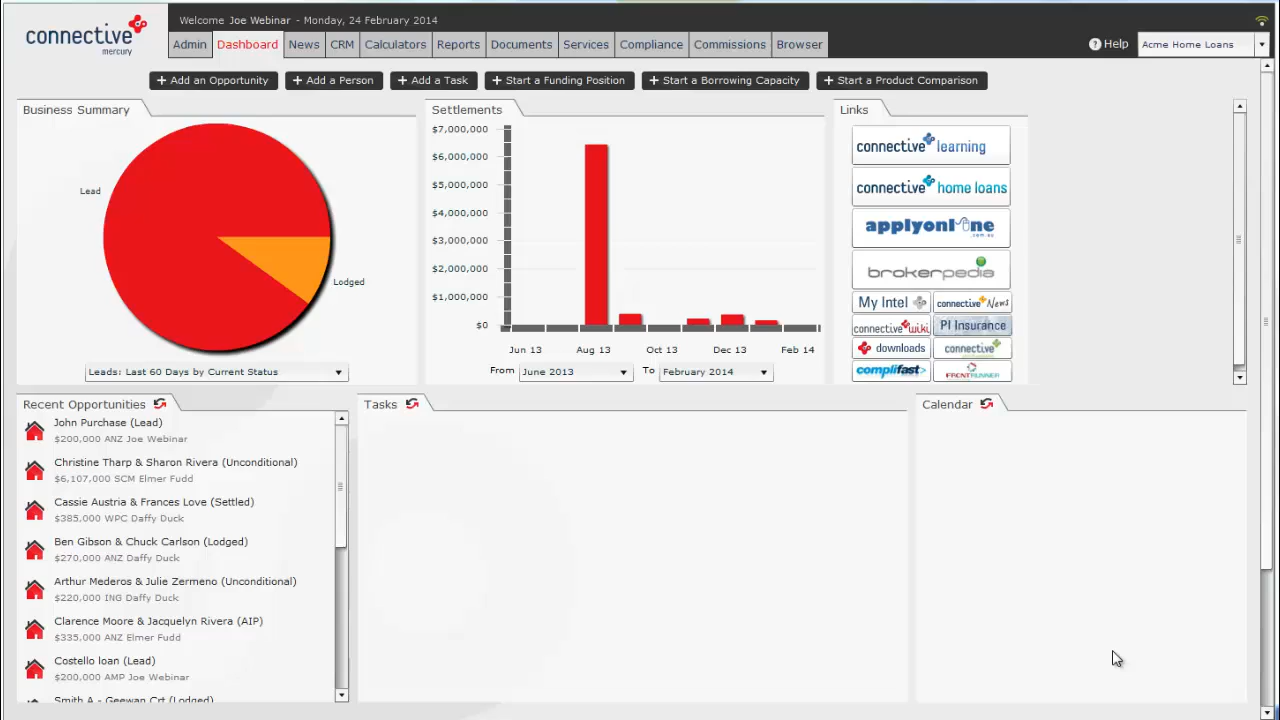 connective
mercury
Welcome Joe Webinar - Monday, 24 February 2014
Admin Dashboard News CRM Calculators Reports Documents Services Compliance Commissions Browser
? Help Acme Home Loans
+ Add an Opportunity + Add a Person + Add a Task + Start a Funding Position + Start a Borrowing Capacity + Start a Product Comparison
Business Summary
Lead
Lodged
Leads: Last 60 Days by Current Status
Settlements
$7,000,000
$6,000,000
$5,000,000
$4,000,000
$3,000,000
$2,000,000
$1,000,000
$0
Jun 13 Aug 13 Oct 13 Dec 13 Feb 14
From June 2013 To February 2014
Links
connective learning
connective home loans
applyonline
.com.au
brokerpedia
My Intel connective News
connective wiki PI Insurance
downloads connective
complifast FRONTRUNNER
Recent Opportunities
John Purchase (Lead)
$200,000 ANZ Joe Webinar
Christine Tharp & Sharon Rivera (Unconditional)
$6,107,000 SCM Elmer Fudd
Cassie Austria & Frances Love (Settled)
$385,000 WPC Daffy Duck
Ben Gibson & Chuck Carlson (Lodged)
$270,000 ANZ Daffy Duck
Arthur Mederos & Julie Zermeno (Unconditional)
$220,000 ING Daffy Duck
Clarence Moore & Jacquelyn Rivera (AIP)
$335,000 ANZ Elmer Fudd
Costello loan (Lead)
$200,000 AMP Joe Webinar
Smith A - Geewan Crt (Lodged)
Tasks
Calendar